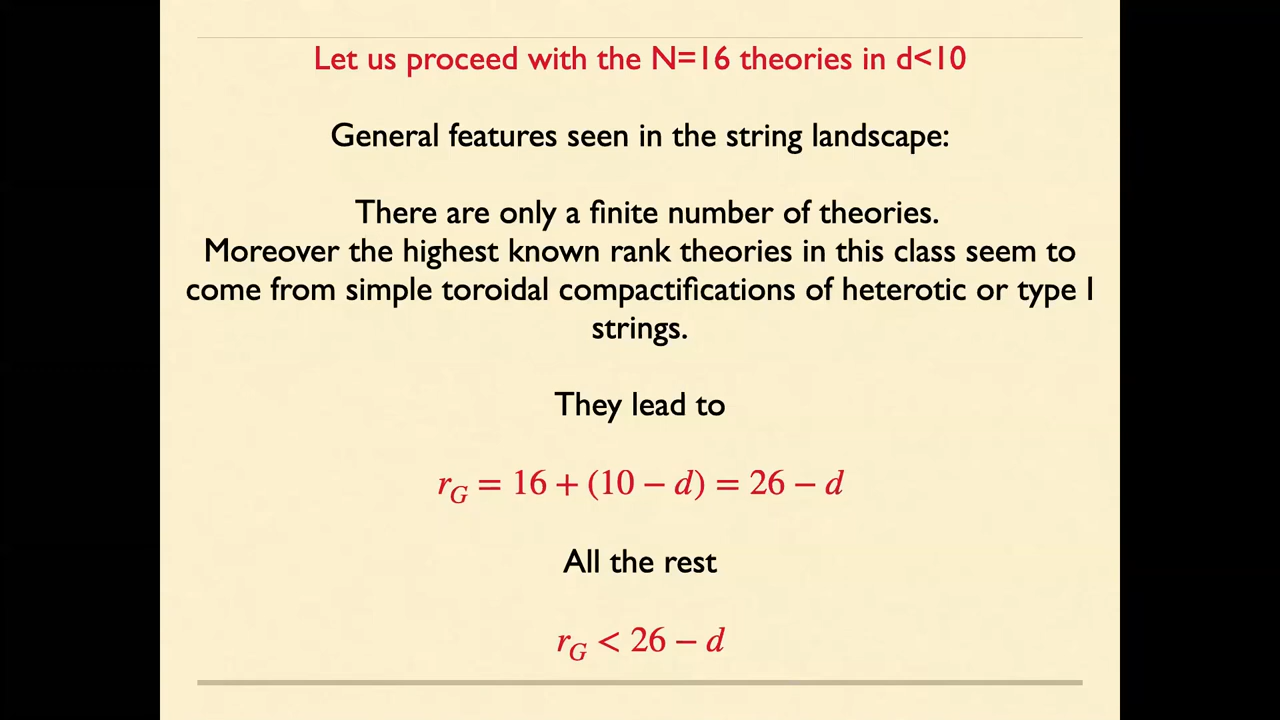 Let us proceed with the N=16 theories in d<10
General features seen in the string landscape:
There are only a finite number of theories.
Moreover the highest known rank theories in this class seem to
come from simple toroidal compactifications of heterotic or type I
strings.
They lead to
r_G = 16 + (10 − d) = 26 − d
All the rest
r_G < 26 − d